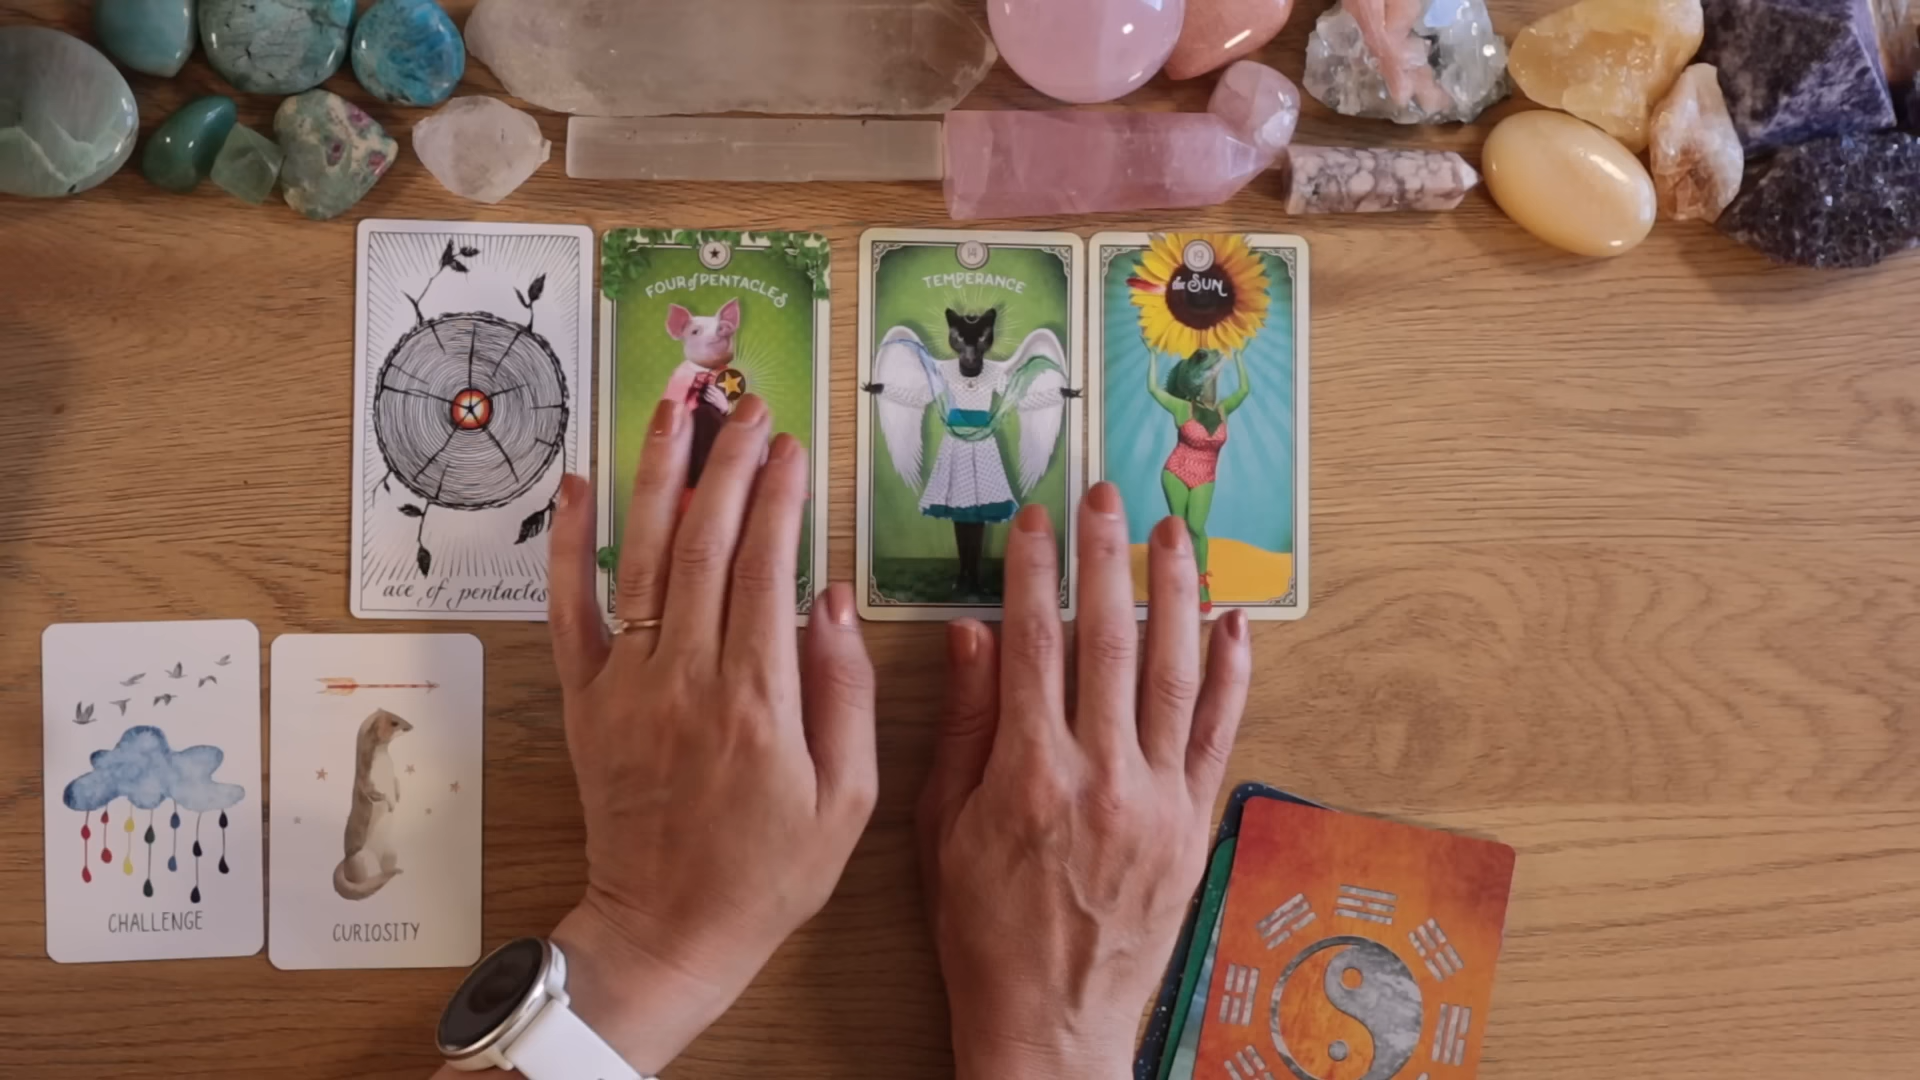 ace of pentacles
FOUR of PENTACLES
14
TEMPERANCE
19
the SUN
CHALLENGE
CURIOSITY